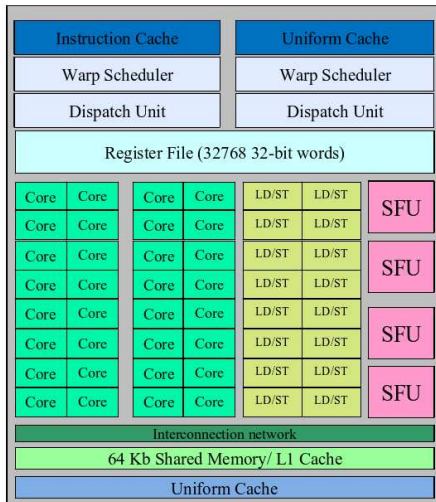 Instruction Cache Uniform Cache
Warp Scheduler Warp Scheduler
Dispatch Unit Dispatch Unit
Register File (32768 32-bit words)
Core Core Core Core LD/ST LD/ST SFU
Core Core Core Core LD/ST LD/ST
Core Core Core Core LD/ST LD/ST SFU
Core Core Core Core LD/ST LD/ST
Core Core Core Core LD/ST LD/ST SFU
Core Core Core Core LD/ST LD/ST
Core Core Core Core LD/ST LD/ST SFU
Core Core Core Core LD/ST LD/ST
Interconnection network
64 Kb Shared Memory/ L1 Cache
Uniform Cache